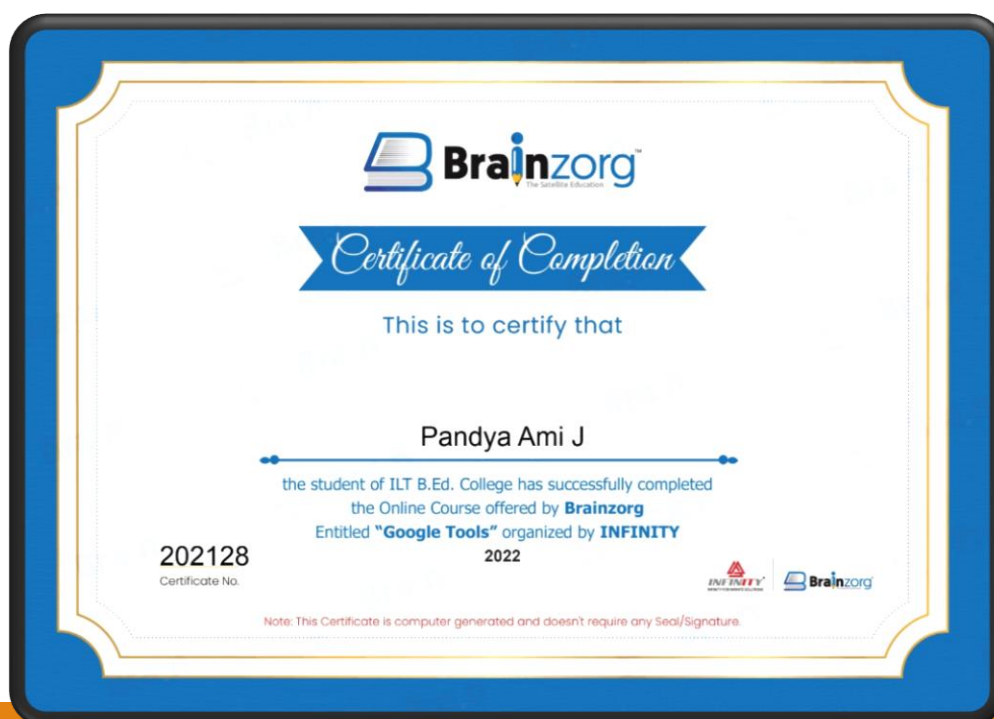 Brainzorg™
The Satellite Education
Certificate of Completion
This is to certify that
Pandya Ami J
the student of ILT B.Ed. College has successfully completed
the Online Course offered by Brainzorg
Entitled "Google Tools" organized by INFINITY
2022
202128
Certificate No.
INFINITY
Brainzorg
Note: This Certificate is computer generated and doesn't require any Seal/Signature.